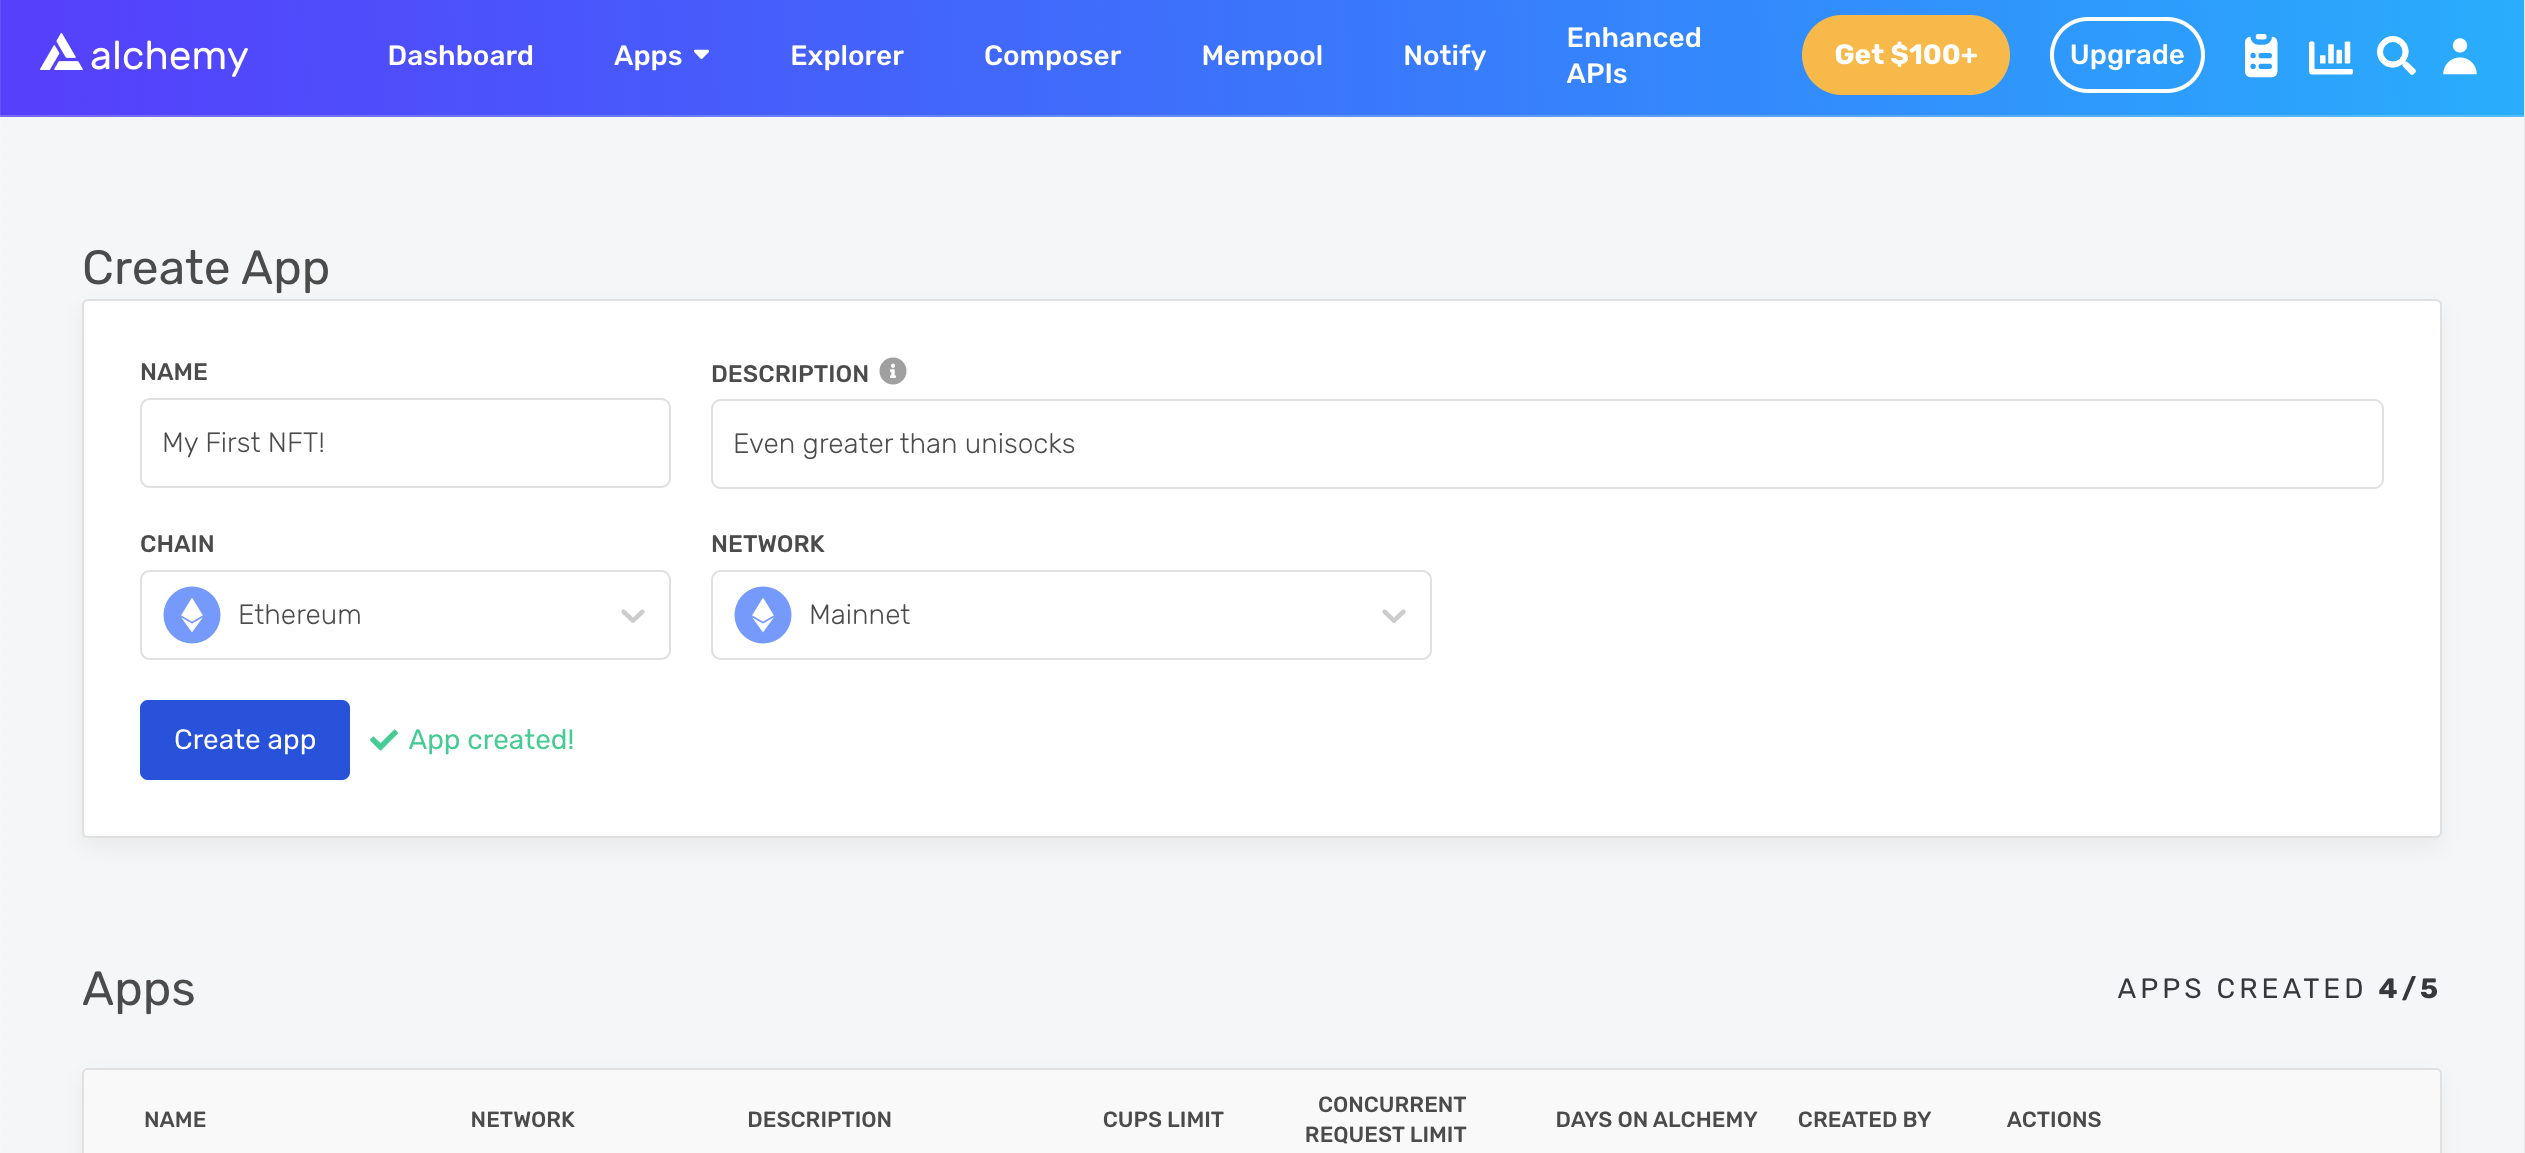 alchemy
Dashboard
Apps
Explorer
Composer
Mempool
Notify
Enhanced
APIs
Get $100+
Upgrade
Create App
NAME
DESCRIPTION
My First NFT!
Even greater than unisocks
CHAIN
NETWORK
Ethereum
Mainnet
Create app
App created!
Apps
APPS CREATED 4/5
NAME
NETWORK
DESCRIPTION
CUPS LIMIT
CONCURRENT
REQUEST LIMIT
DAYS ON ALCHEMY
CREATED BY
ACTIONS